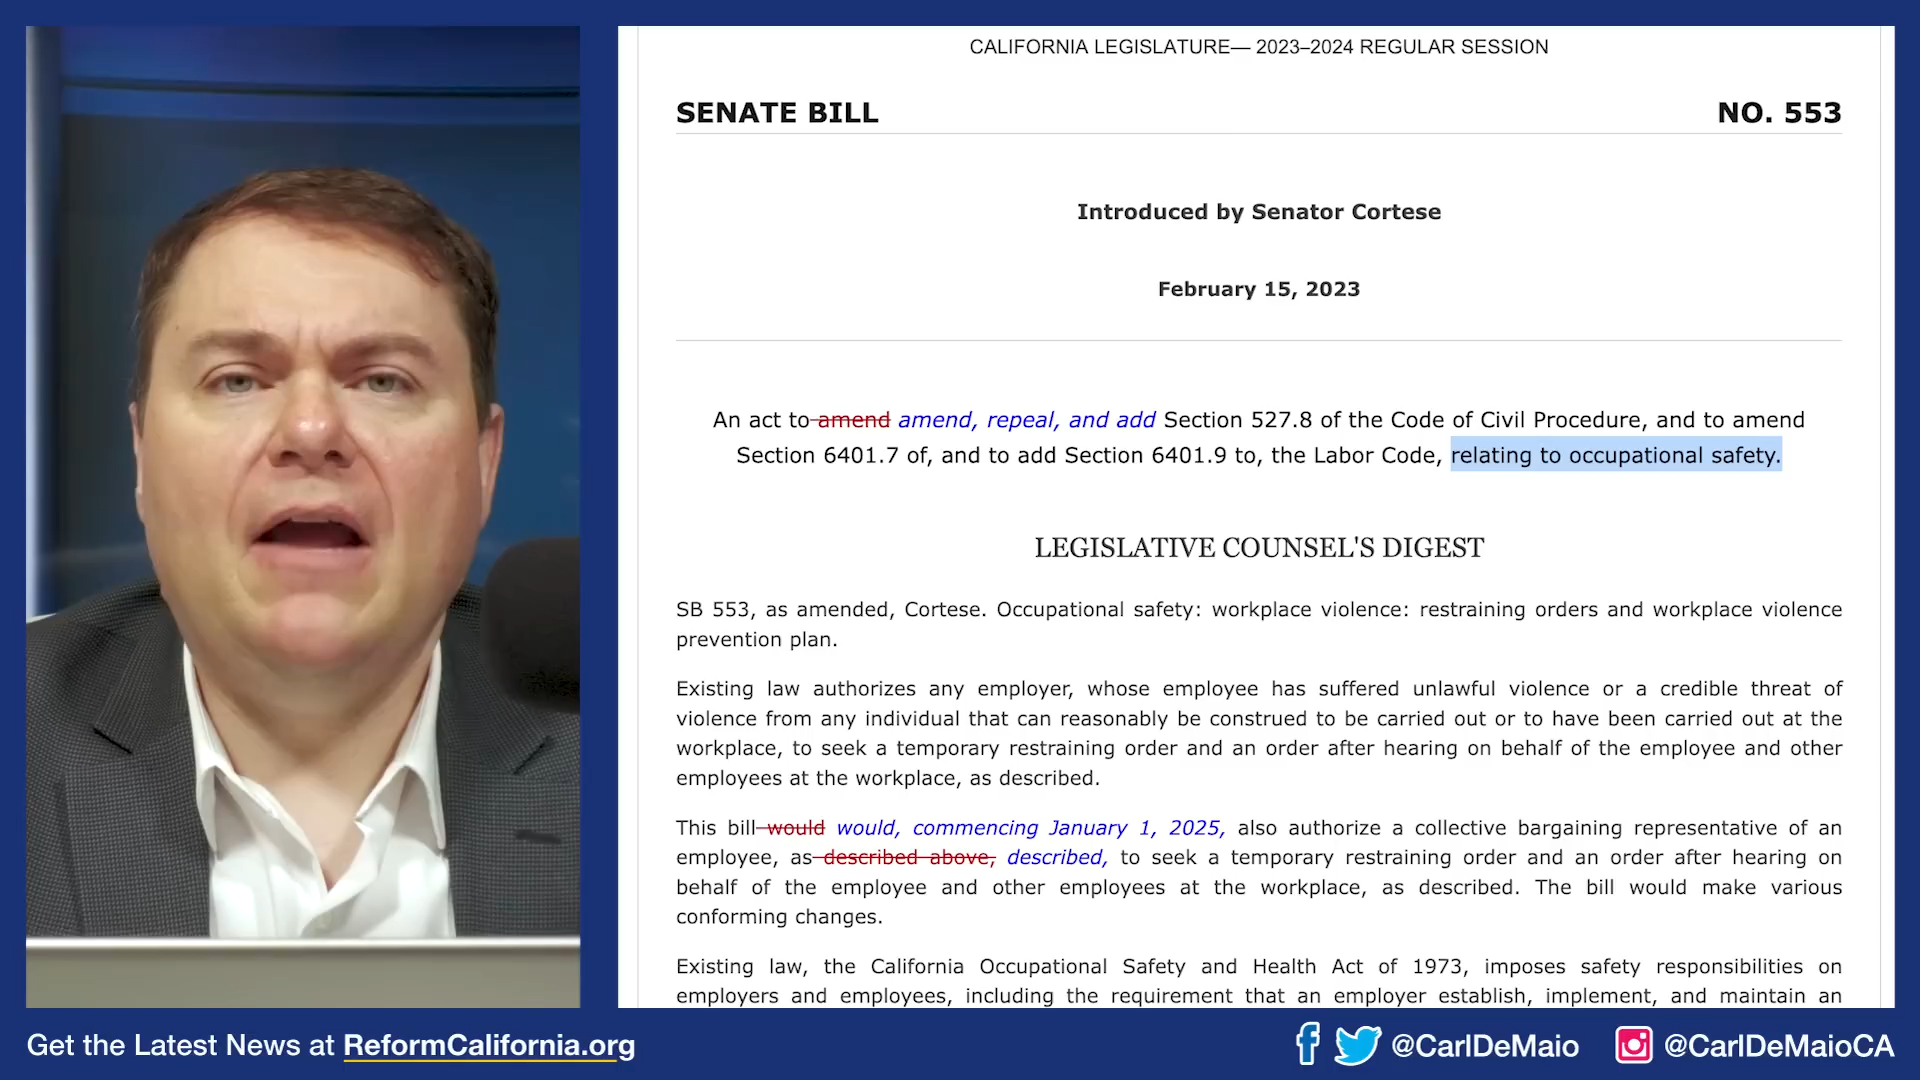 CALIFORNIA LEGISLATURE— 2023–2024 REGULAR SESSION
SENATE BILL NO. 553
Introduced by Senator Cortese
February 15, 2023
An act to amend amend, repeal, and add Section 527.8 of the Code of Civil Procedure, and to amend
Section 6401.7 of, and to add Section 6401.9 to, the Labor Code, relating to occupational safety.
LEGISLATIVE COUNSEL'S DIGEST
SB 553, as amended, Cortese. Occupational safety: workplace violence: restraining orders and workplace violence
prevention plan.
Existing law authorizes any employer, whose employee has suffered unlawful violence or a credible threat of
violence from any individual that can reasonably be construed to be carried out or to have been carried out at the
workplace, to seek a temporary restraining order and an order after hearing on behalf of the employee and other
employees at the workplace, as described.
This bill would would, commencing January 1, 2025, also authorize a collective bargaining representative of an
employee, as described above, described, to seek a temporary restraining order and an order after hearing on
behalf of the employee and other employees at the workplace, as described. The bill would make various
conforming changes.
Existing law, the California Occupational Safety and Health Act of 1973, imposes safety responsibilities on
employers and employees, including the requirement that an employer establish, implement, and maintain an
Get the Latest News at ReformCalifornia.org
@CarlDeMaio
@CarlDeMaioCA